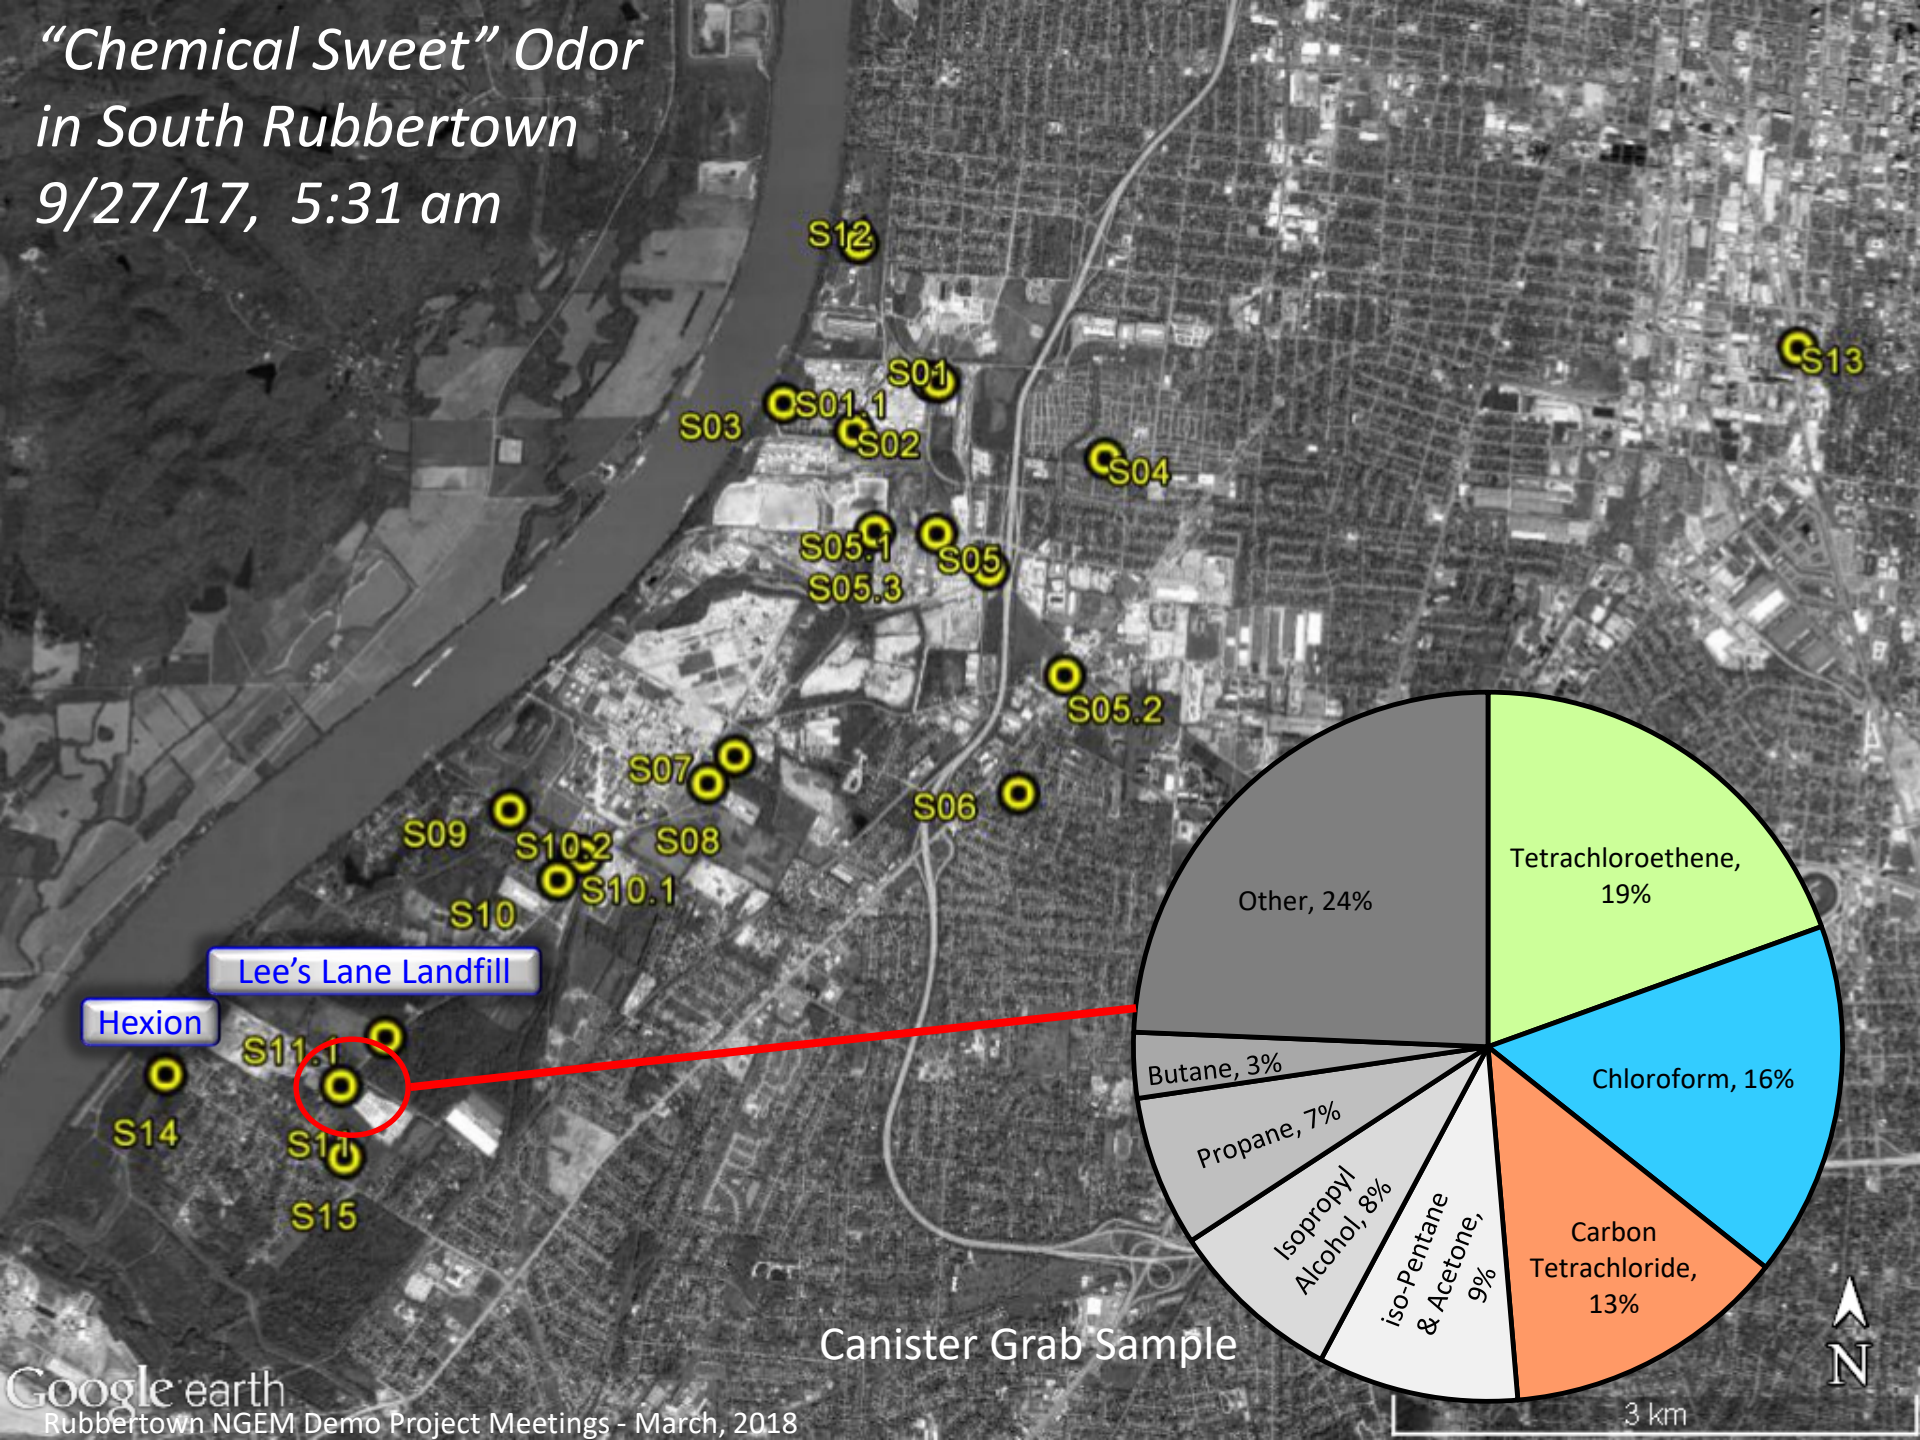 “Chemical Sweet” Odor
in South Rubbertown
9/27/17,  5:31 am
S12
S13
S01
S01.1
S03
S02
S04
S05.1
S05
S05.3
S05.2
S07
S06
S09
S10.2
S08
S10.1
S10
Lee’s Lane Landfill
Hexion
S11.1
S14
S11
S15
Tetrachloroethene,
19%
Chloroform, 16%
Carbon
Tetrachloride,
13%
iso-Pentane
& Acetone,
9%
Isopropyl
Alcohol, 8%
Propane, 7%
Butane, 3%
Other, 24%
Canister Grab Sample
N
3 km
Google earth
Rubbertown NGEM Demo Project Meetings - March, 2018